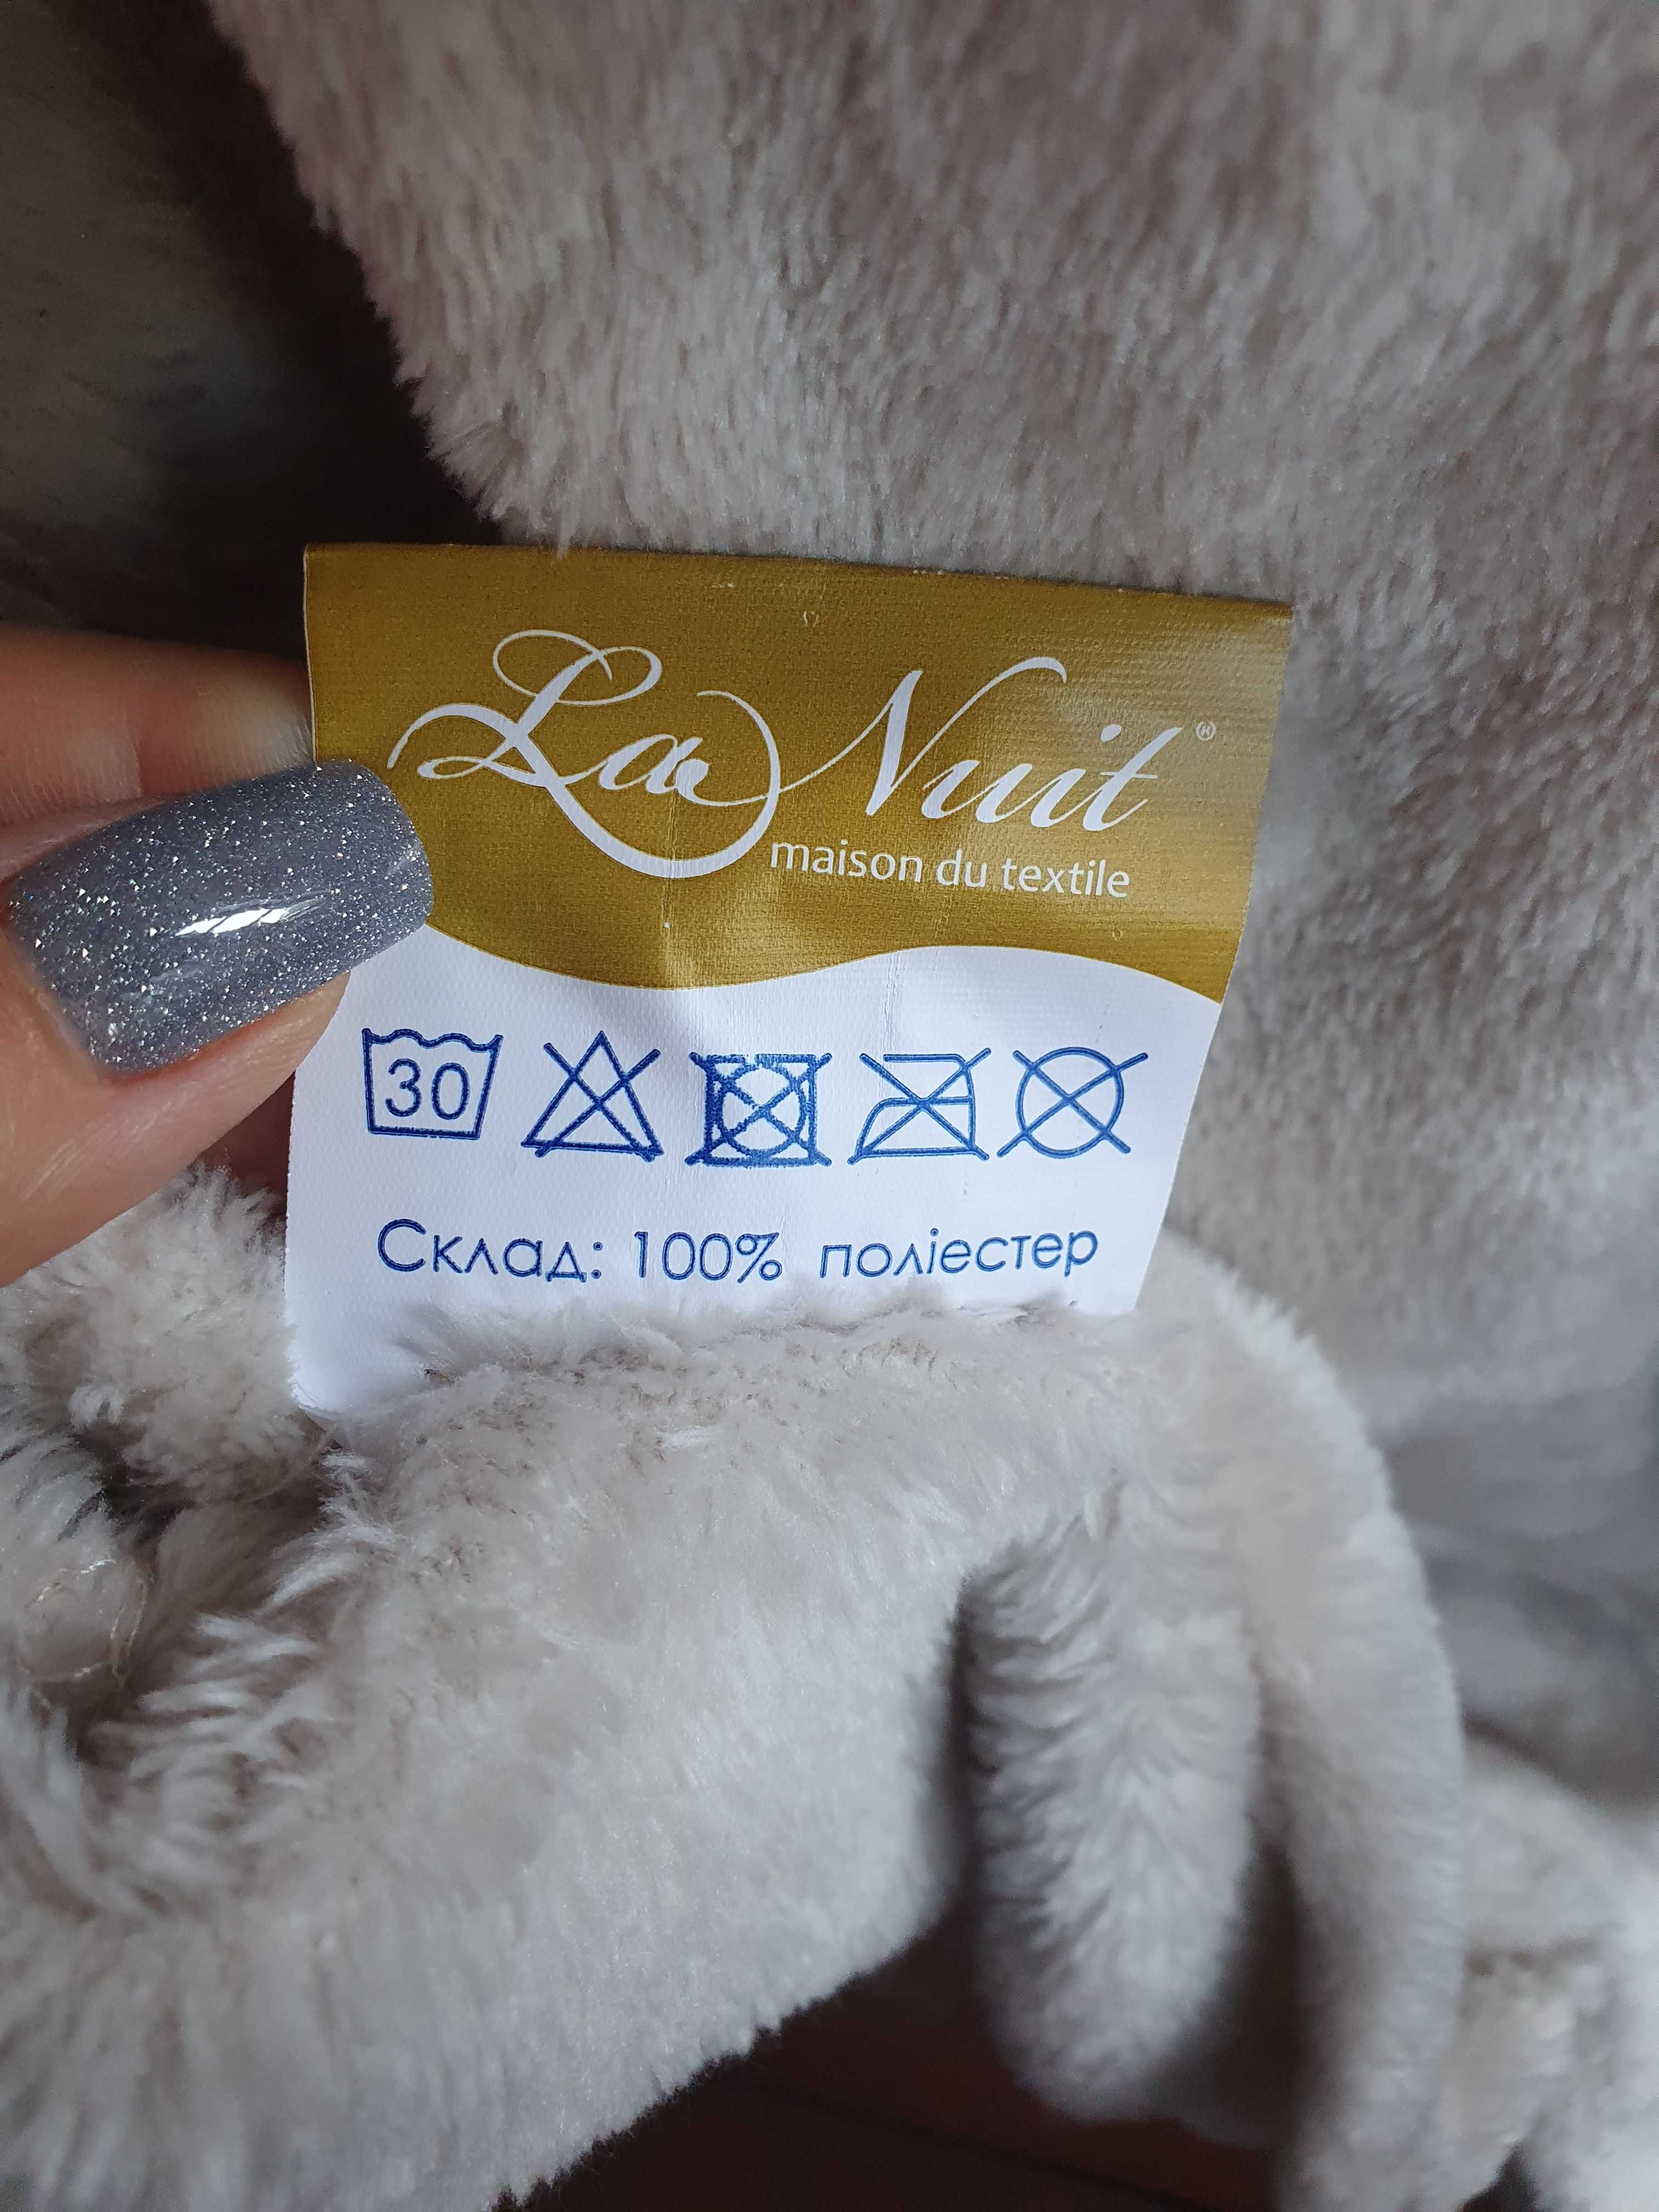 La Nuit ®
maison du textile
30
Склад: 100% поліестер